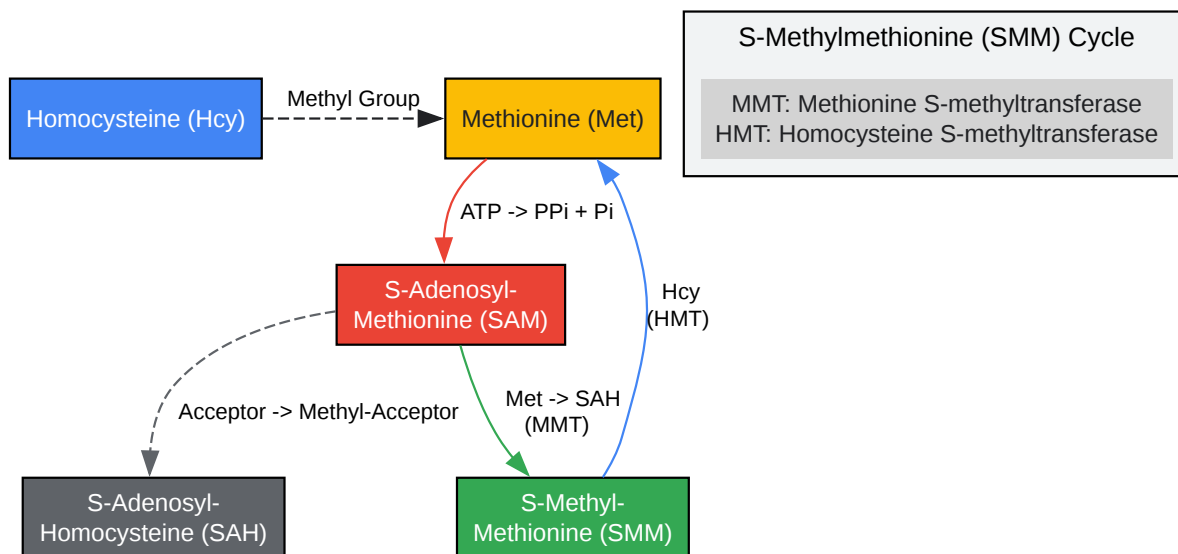 S-Methylmethionine (SMM) Cycle
MMT: Methionine S-methyltransferase
HMT: Homocysteine S-methyltransferase
Homocysteine (Hcy)
Methyl Group
Methionine (Met)
ATP -> PPi + Pi
S-Adenosyl-
Methionine (SAM)
Hcy
(HMT)
Acceptor -> Methyl-Acceptor
Met -> SAH
(MMT)
S-Adenosyl-
Homocysteine (SAH)
S-Methyl-
Methionine (SMM)